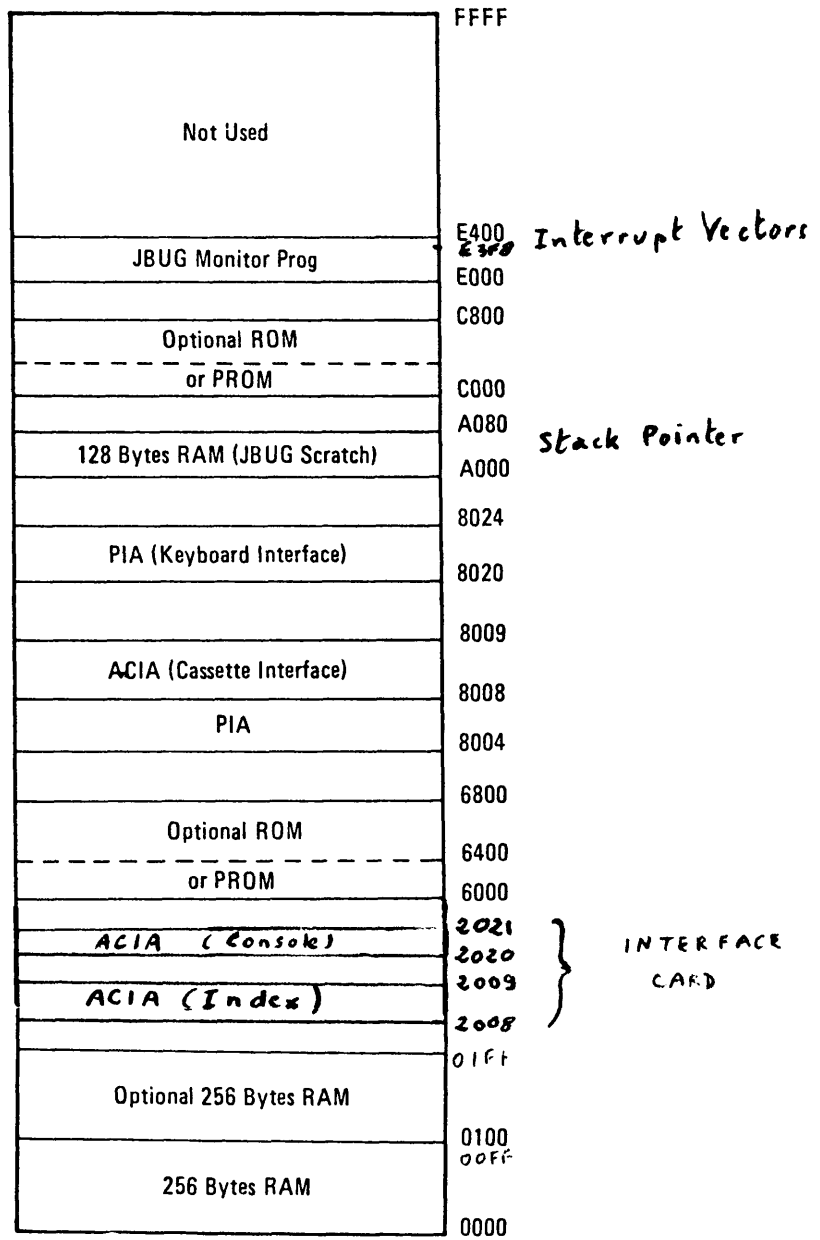 FFFF
Not Used
E400 Interrupt Vectors
E3F8
JBUG Monitor Prog
E000
C800
Optional ROM
or PROM
C000
A080
Stack Pointer
128 Bytes RAM (JBUG Scratch)
A000
8024
PIA (Keyboard Interface)
8020
8009
ACIA (Cassette Interface)
8008
PIA
8004
6800
Optional ROM
6400
or PROM
6000
2021
ACIA (Console)
2020
INTERFACE
CARD
2009
ACIA (Index)
2008
01FF
Optional 256 Bytes RAM
0100
00FF
256 Bytes RAM
0000